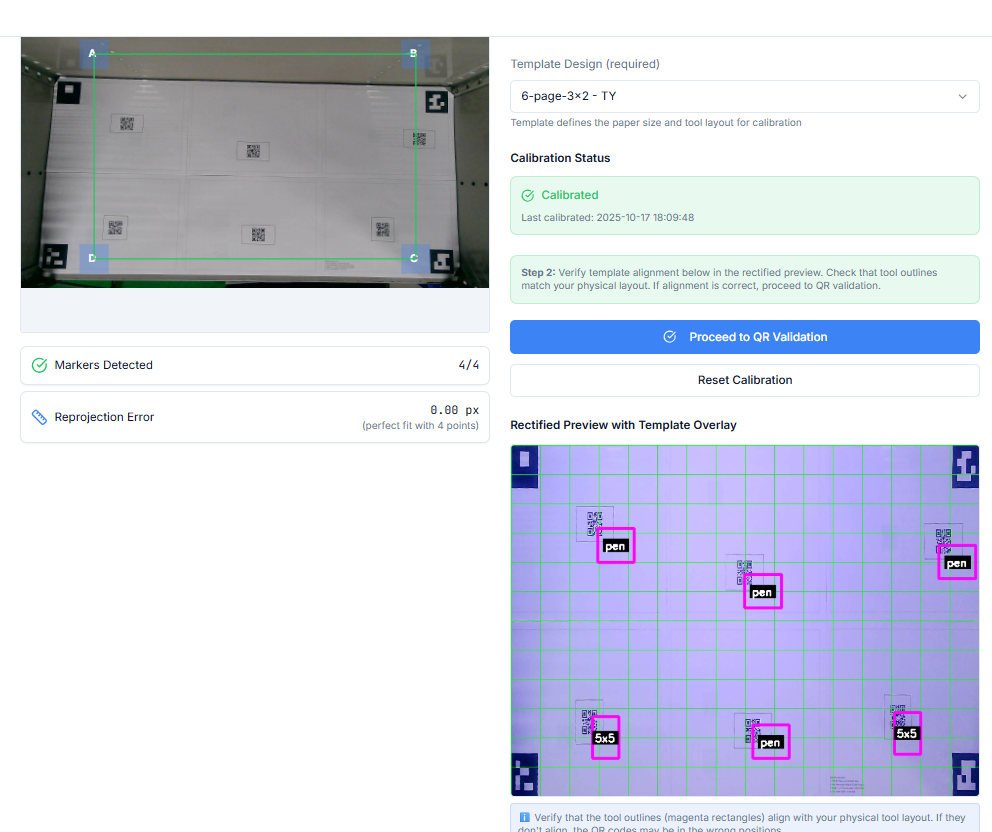 A
B
D
C
Markers Detected
4/4
Reprojection Error
0.00 px
(perfect fit with 4 points)
Template Design (required)
6-page-3×2 - TY
Template defines the paper size and tool layout for calibration
Calibration Status
Calibrated
Last calibrated: 2025-10-17 18:09:48
Step 2: Verify template alignment below in the rectified preview. Check that tool outlines
match your physical layout. If alignment is correct, proceed to QR validation.
Proceed to QR Validation
Reset Calibration
Rectified Preview with Template Overlay
pen
pen
pen
5x5
pen
5x5
Verify that the tool outlines (magenta rectangles) align with your physical tool layout. If they
don't align, the QR codes may be in the wrong positions.